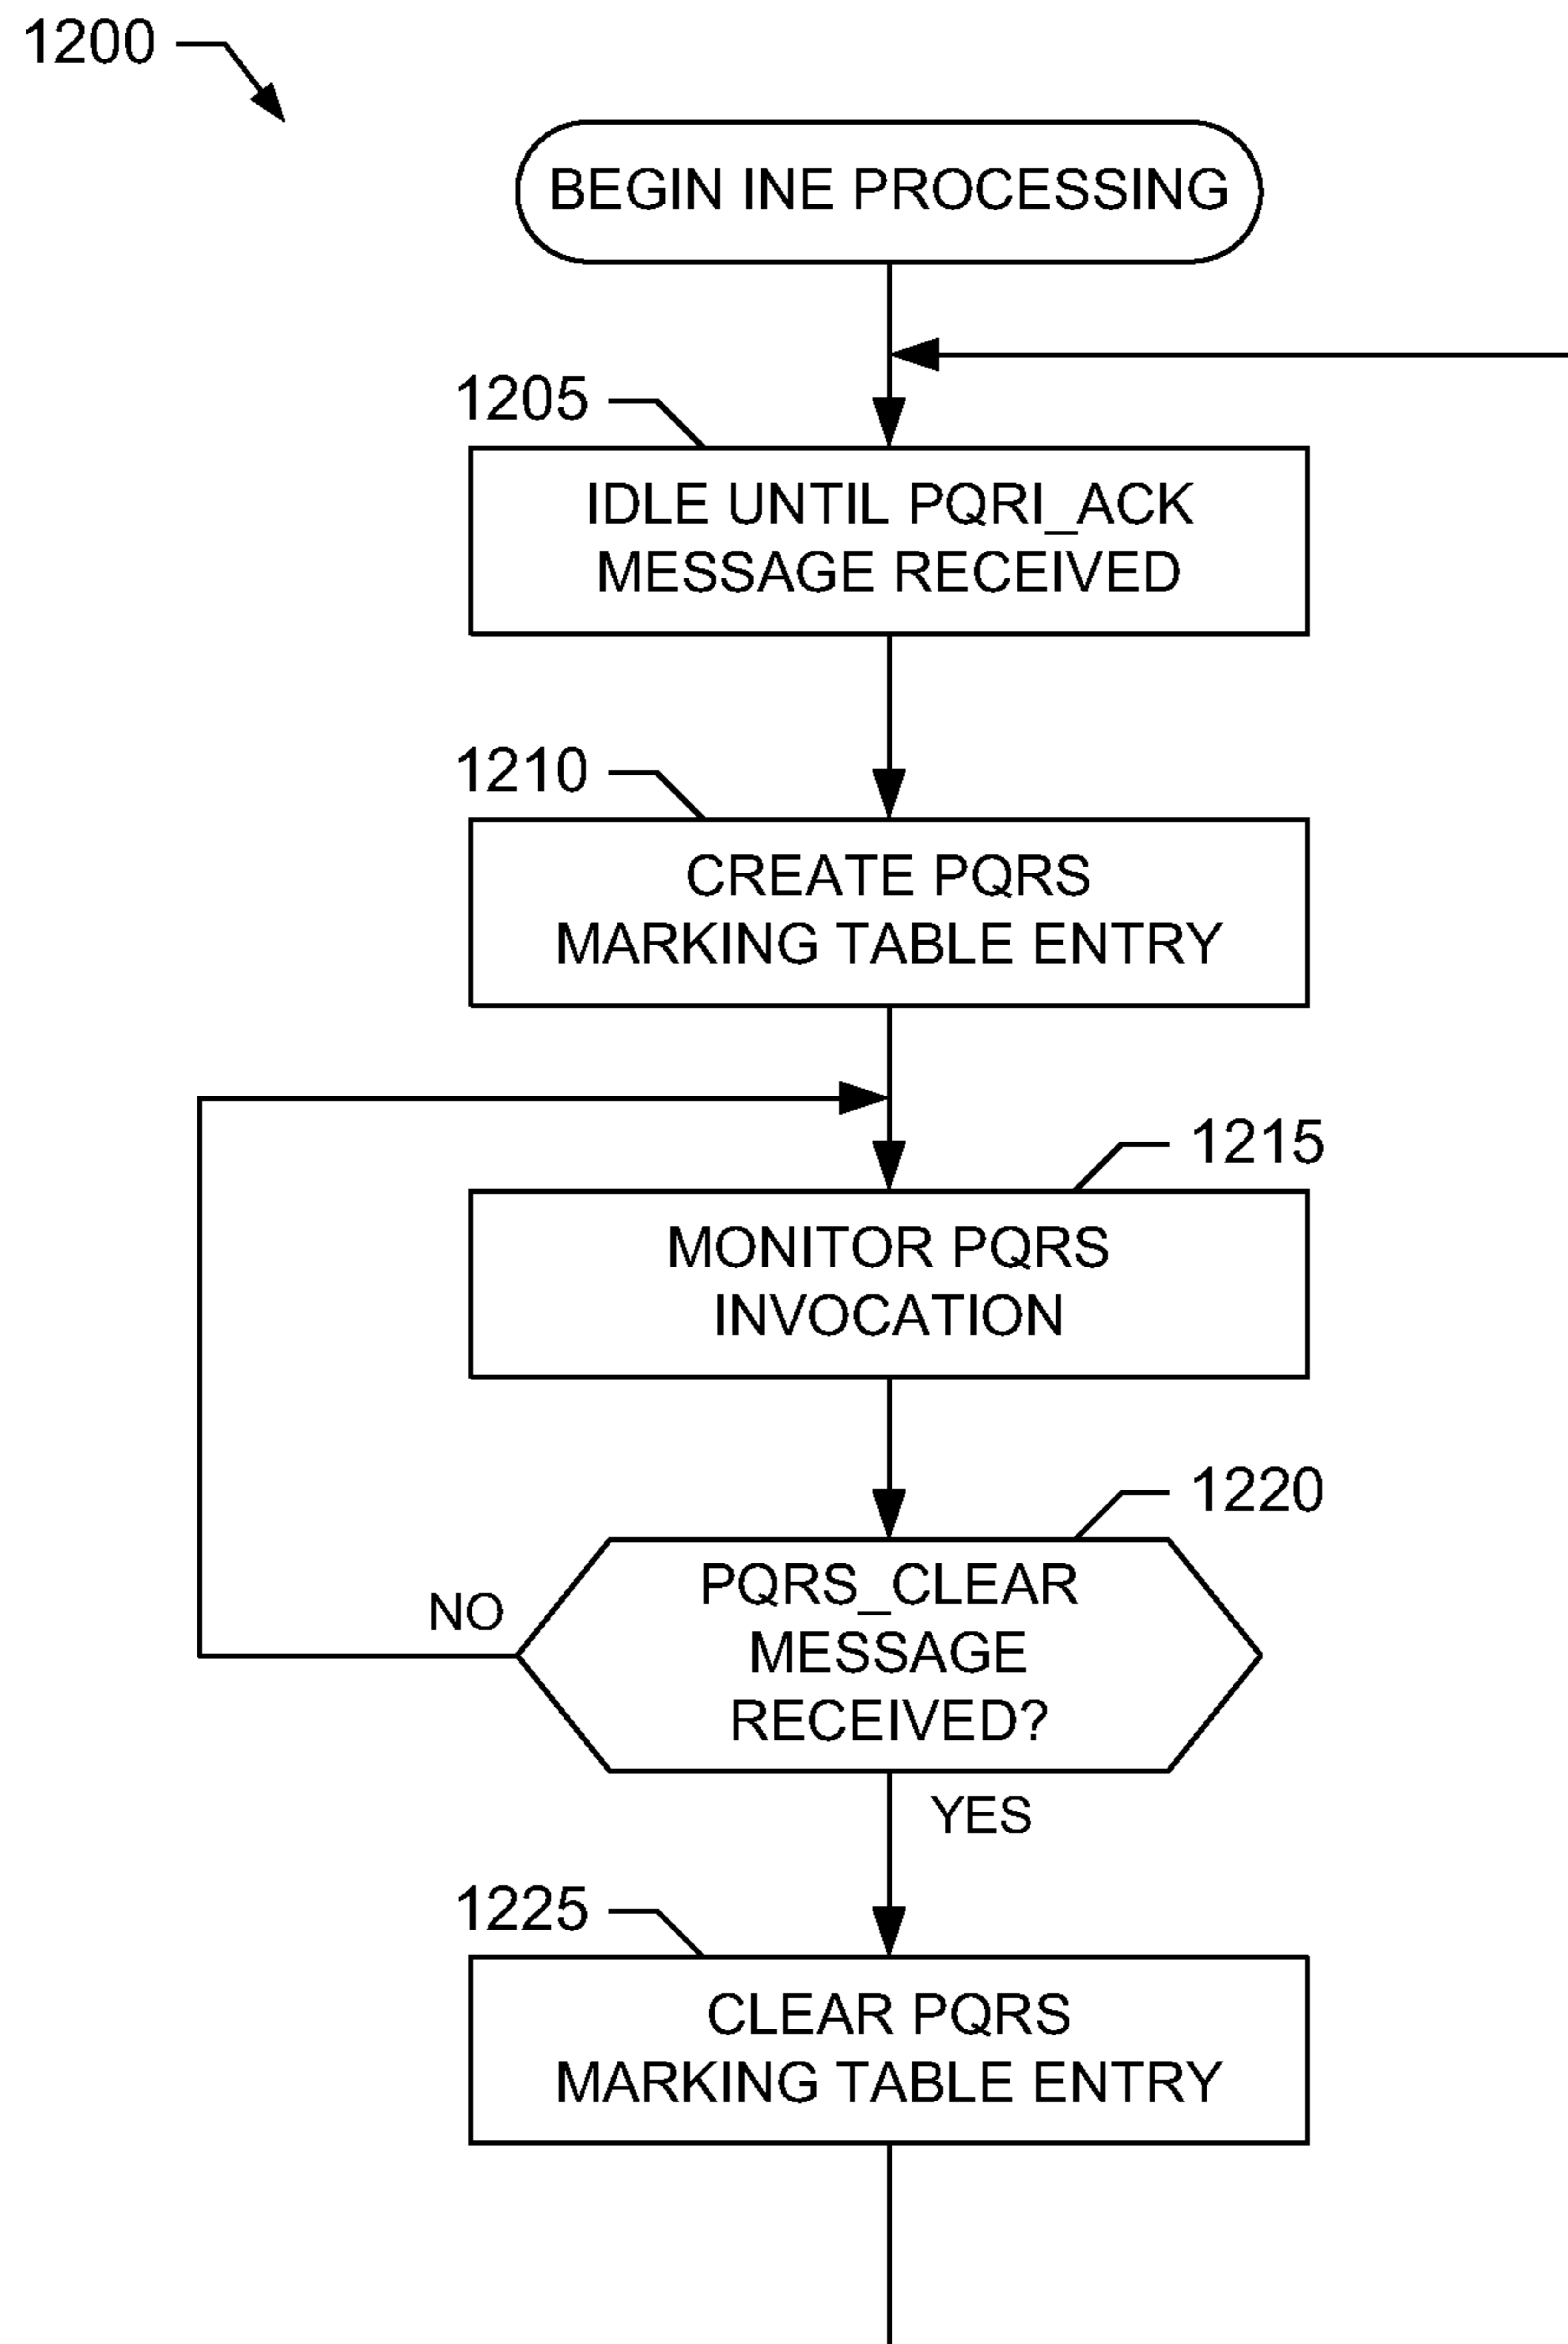 1200
BEGIN INE PROCESSING
1205
IDLE UNTIL PQRI_ACK
MESSAGE RECEIVED
1210
CREATE PQRS
MARKING TABLE ENTRY
1215
MONITOR PQRS
INVOCATION
1220
PQRS_CLEAR
MESSAGE
RECEIVED?
NO
YES
1225
CLEAR PQRS
MARKING TABLE ENTRY